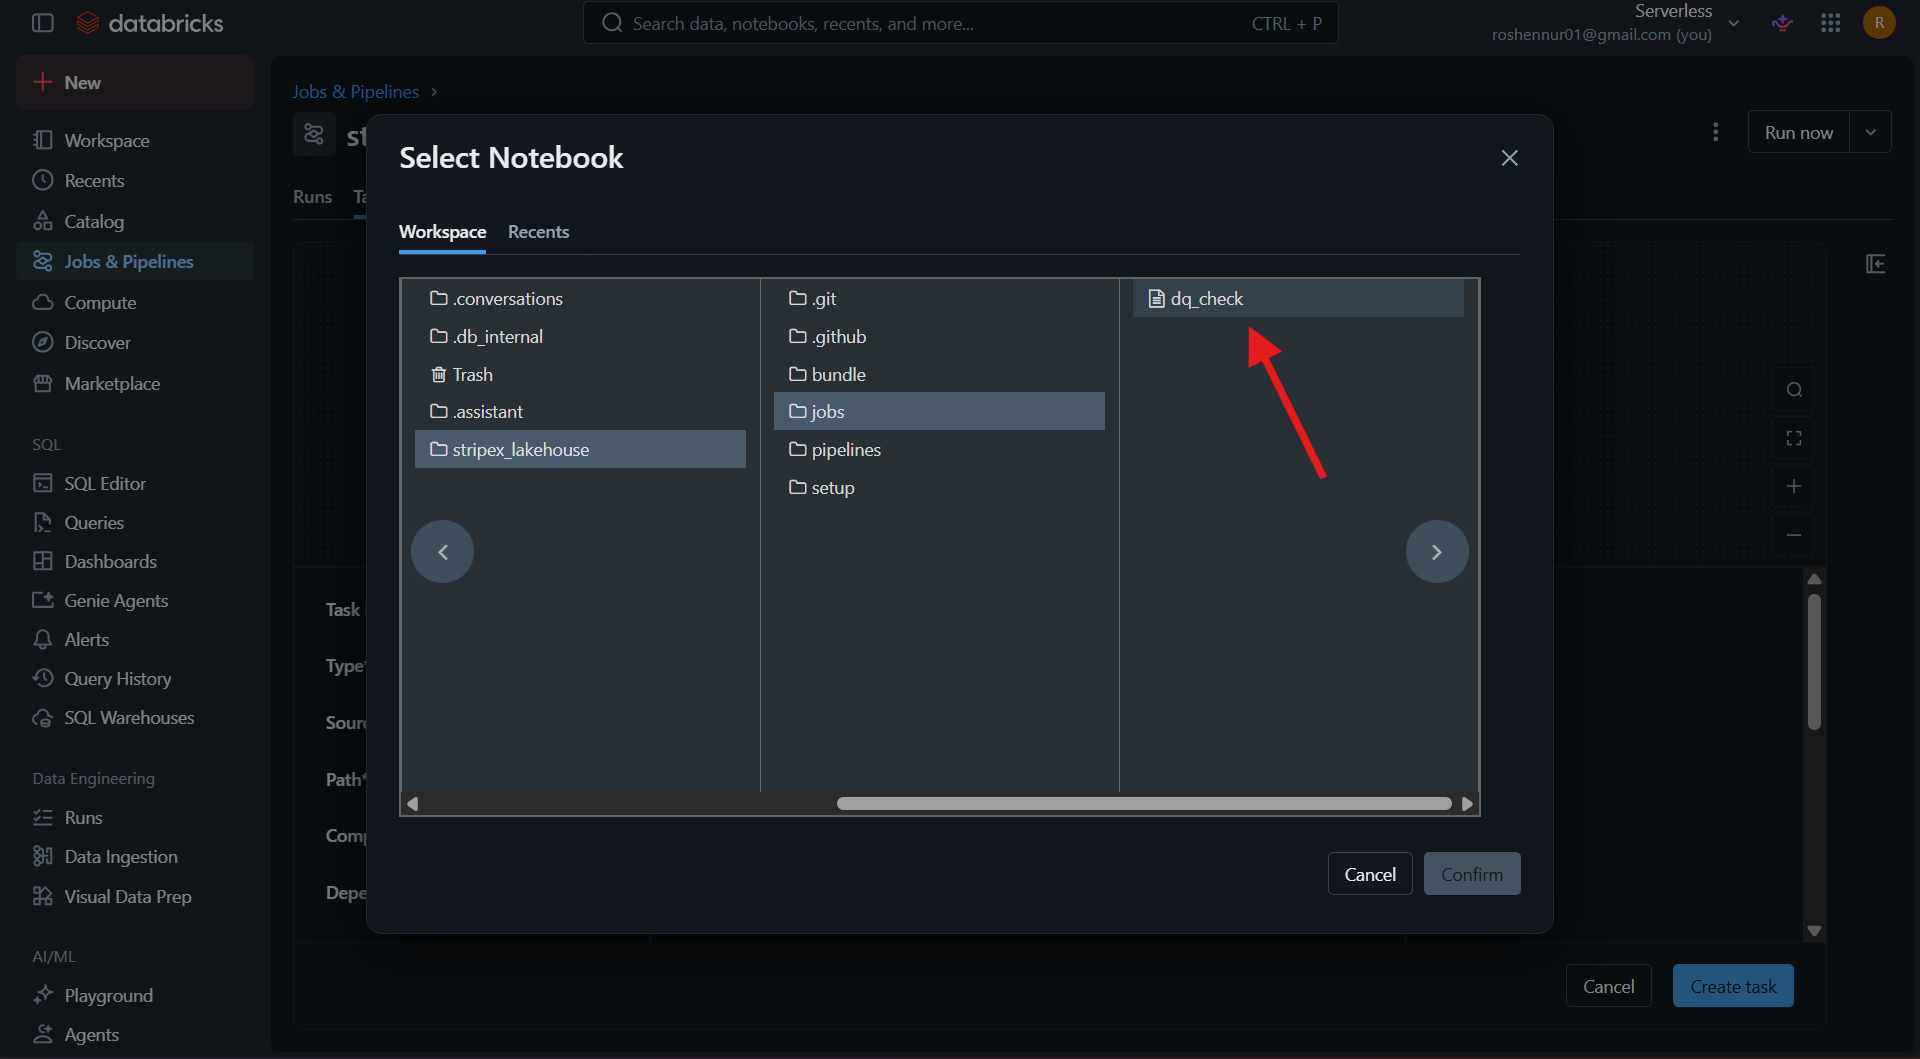 databricks
Search data, notebooks, recents, and more...
CTRL + P
Serverless
roshennur01@gmail.com (you)
R
New
Workspace
Recents
Catalog
Jobs & Pipelines
Compute
Discover
Marketplace
SQL
SQL Editor
Queries
Dashboards
Genie Agents
Alerts
Query History
SQL Warehouses
Data Engineering
Runs
Data Ingestion
Visual Data Prep
AI/ML
Playground
Agents
Jobs & Pipelines
Run now
Runs
Select Notebook
Workspace
Recents
.conversations
.db_internal
Trash
.assistant
stripex_lakehouse
.git
.github
bundle
jobs
pipelines
setup
dq_check
Cancel
Confirm
Task
Type*
Path*
Cancel
Create task